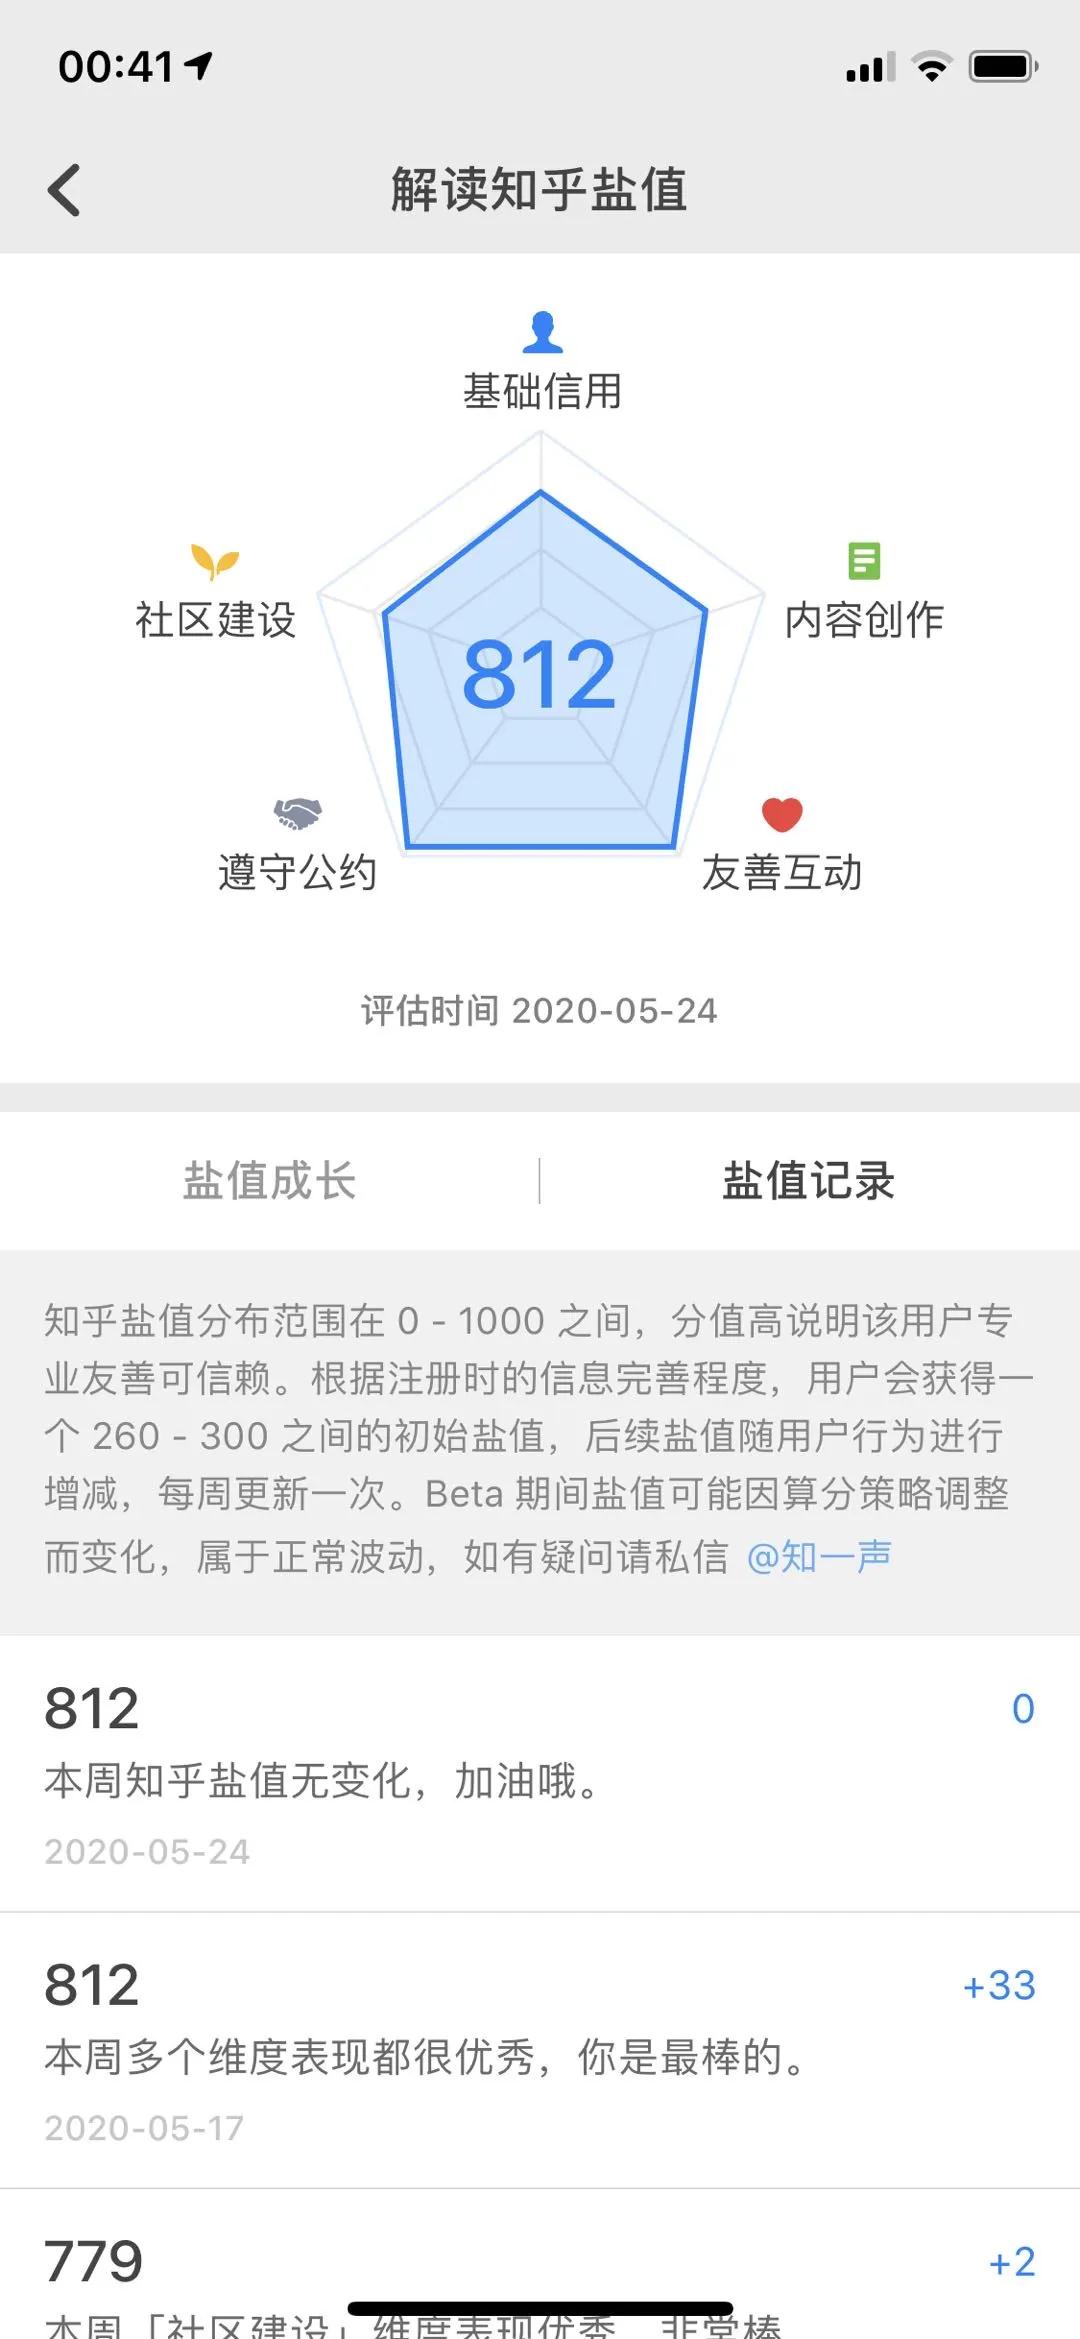 00:41
解读知乎盐值
基础信用
社区建设
内容创作
812
遵守公约
友善互动
评估时间 2020-05-24
盐值成长
盐值记录
知乎盐值分布范围在 0 - 1000 之间，分值高说明该用户专
业友善可信赖。根据注册时的信息完善程度，用户会获得一
个 260 - 300 之间的初始盐值，后续盐值随用户行为进行
增减，每周更新一次。Beta 期间盐值可能因算分策略调整
而变化，属于正常波动，如有疑问请私信 @知一声
812
0
本周知乎盐值无变化，加油哦。
2020-05-24
812
+33
本周多个维度表现都很优秀，你是最棒的。
2020-05-17
779
+2
本周「社区建设」维度表现优秀，非常棒